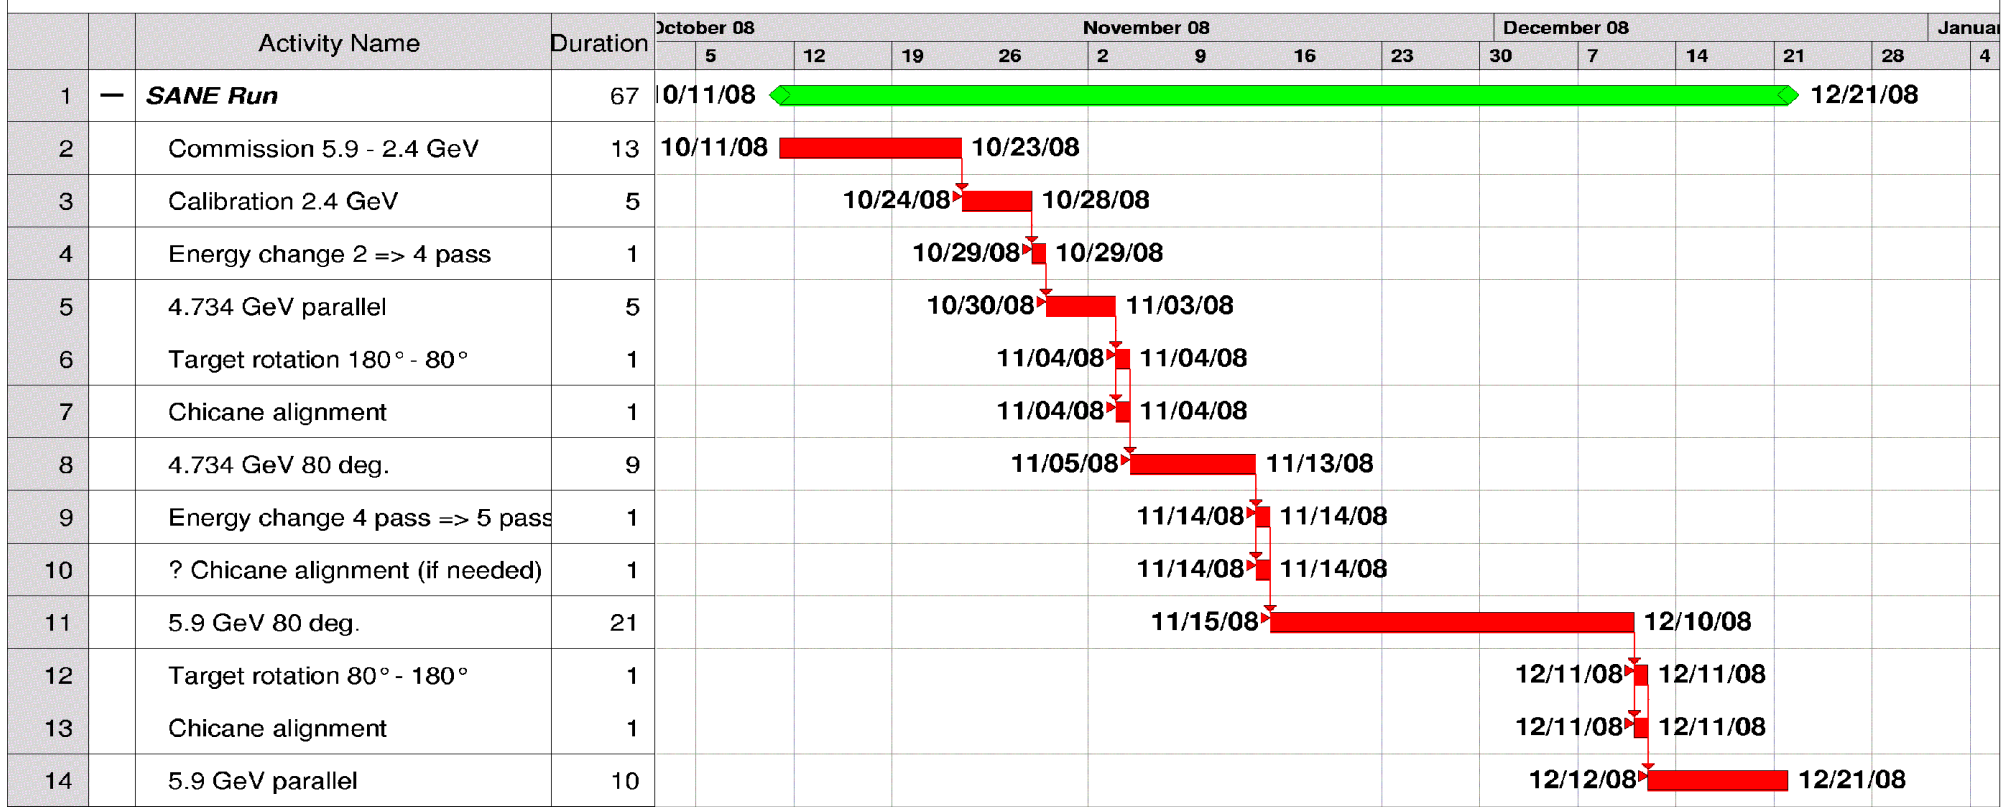 October 08 November 08 December 08 Januar
Activity Name Duration 5 12 19 26 2 9 16 23 30 7 14 21 28 4
1 — SANE Run 67 10/11/08 12/21/08
2 Commission 5.9 - 2.4 GeV 13 10/11/08 10/23/08
3 Calibration 2.4 GeV 5 10/24/08 10/28/08
4 Energy change 2 => 4 pass 1 10/29/08 10/29/08
5 4.734 GeV parallel 5 10/30/08 11/03/08
6 Target rotation 180° - 80° 1 11/04/08 11/04/08
7 Chicane alignment 1 11/04/08 11/04/08
8 4.734 GeV 80 deg. 9 11/05/08 11/13/08
9 Energy change 4 pass => 5 pass 1 11/14/08 11/14/08
10 ? Chicane alignment (if needed) 1 11/14/08 11/14/08
11 5.9 GeV 80 deg. 21 11/15/08 12/10/08
12 Target rotation 80° - 180° 1 12/11/08 12/11/08
13 Chicane alignment 1 12/11/08 12/11/08
14 5.9 GeV parallel 10 12/12/08 12/21/08